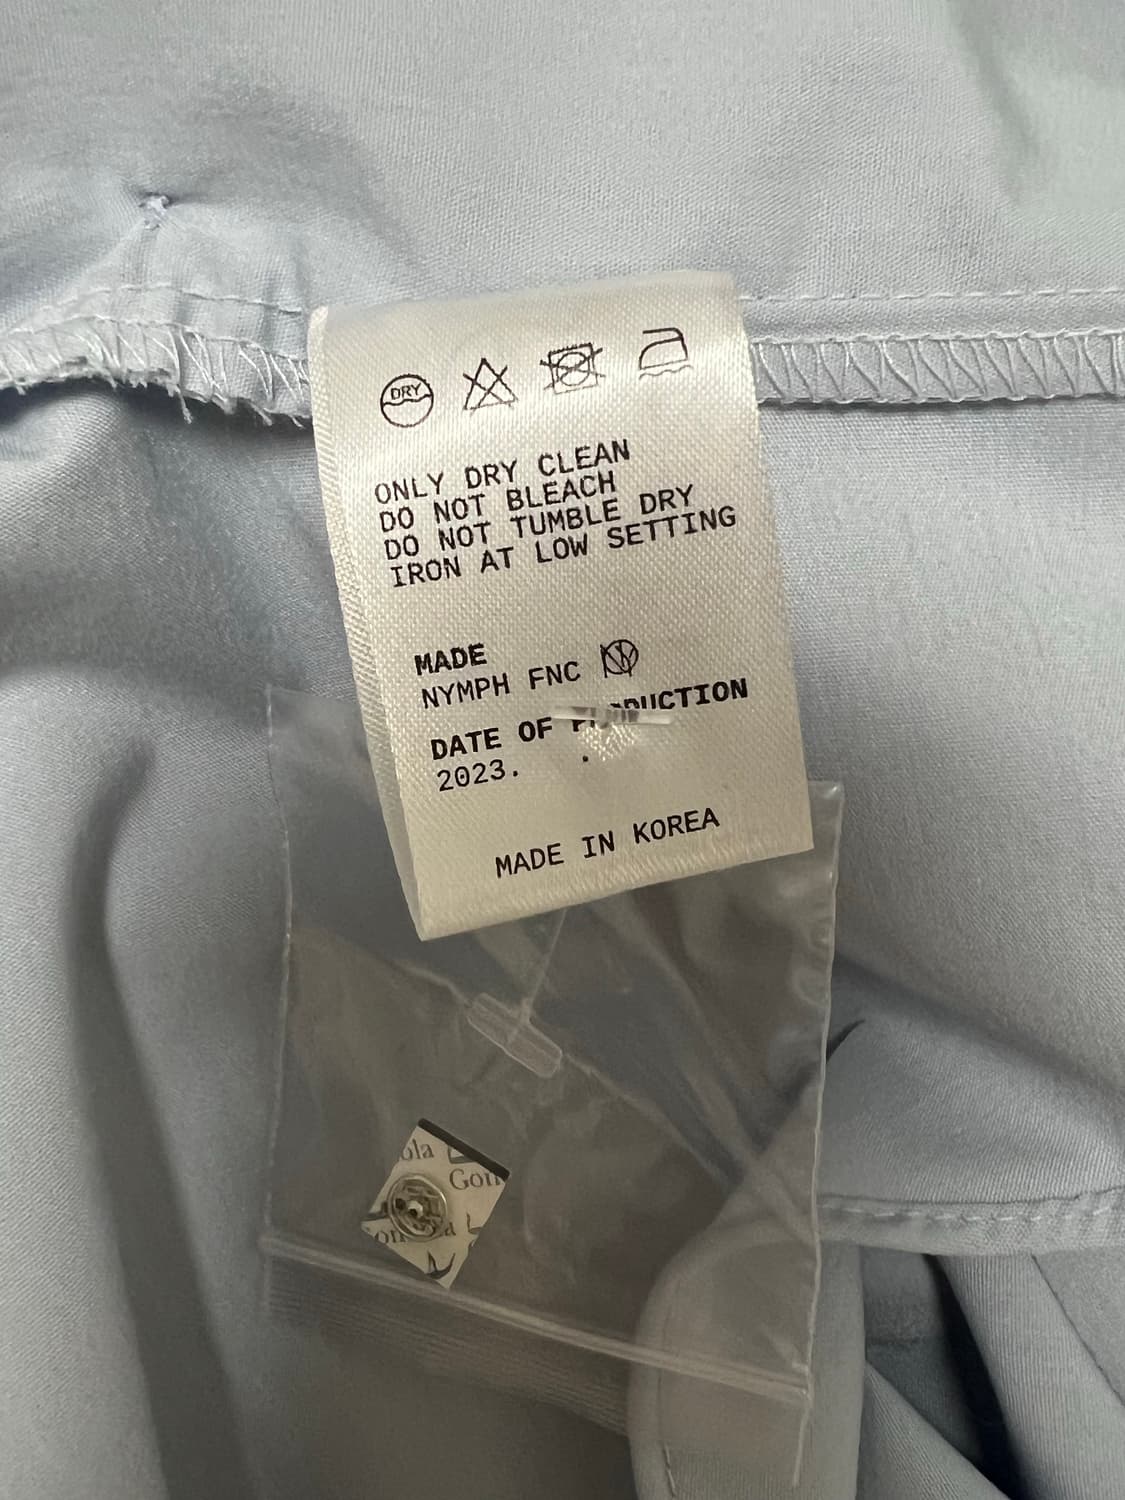 DRY
ONLY DRY CLEAN
DO NOT BLEACH
DO NOT TUMBLE DRY
IRON AT LOW SETTING
MADE
NYMPH FNC
DATE OF
2023. .
MADE IN KOREA